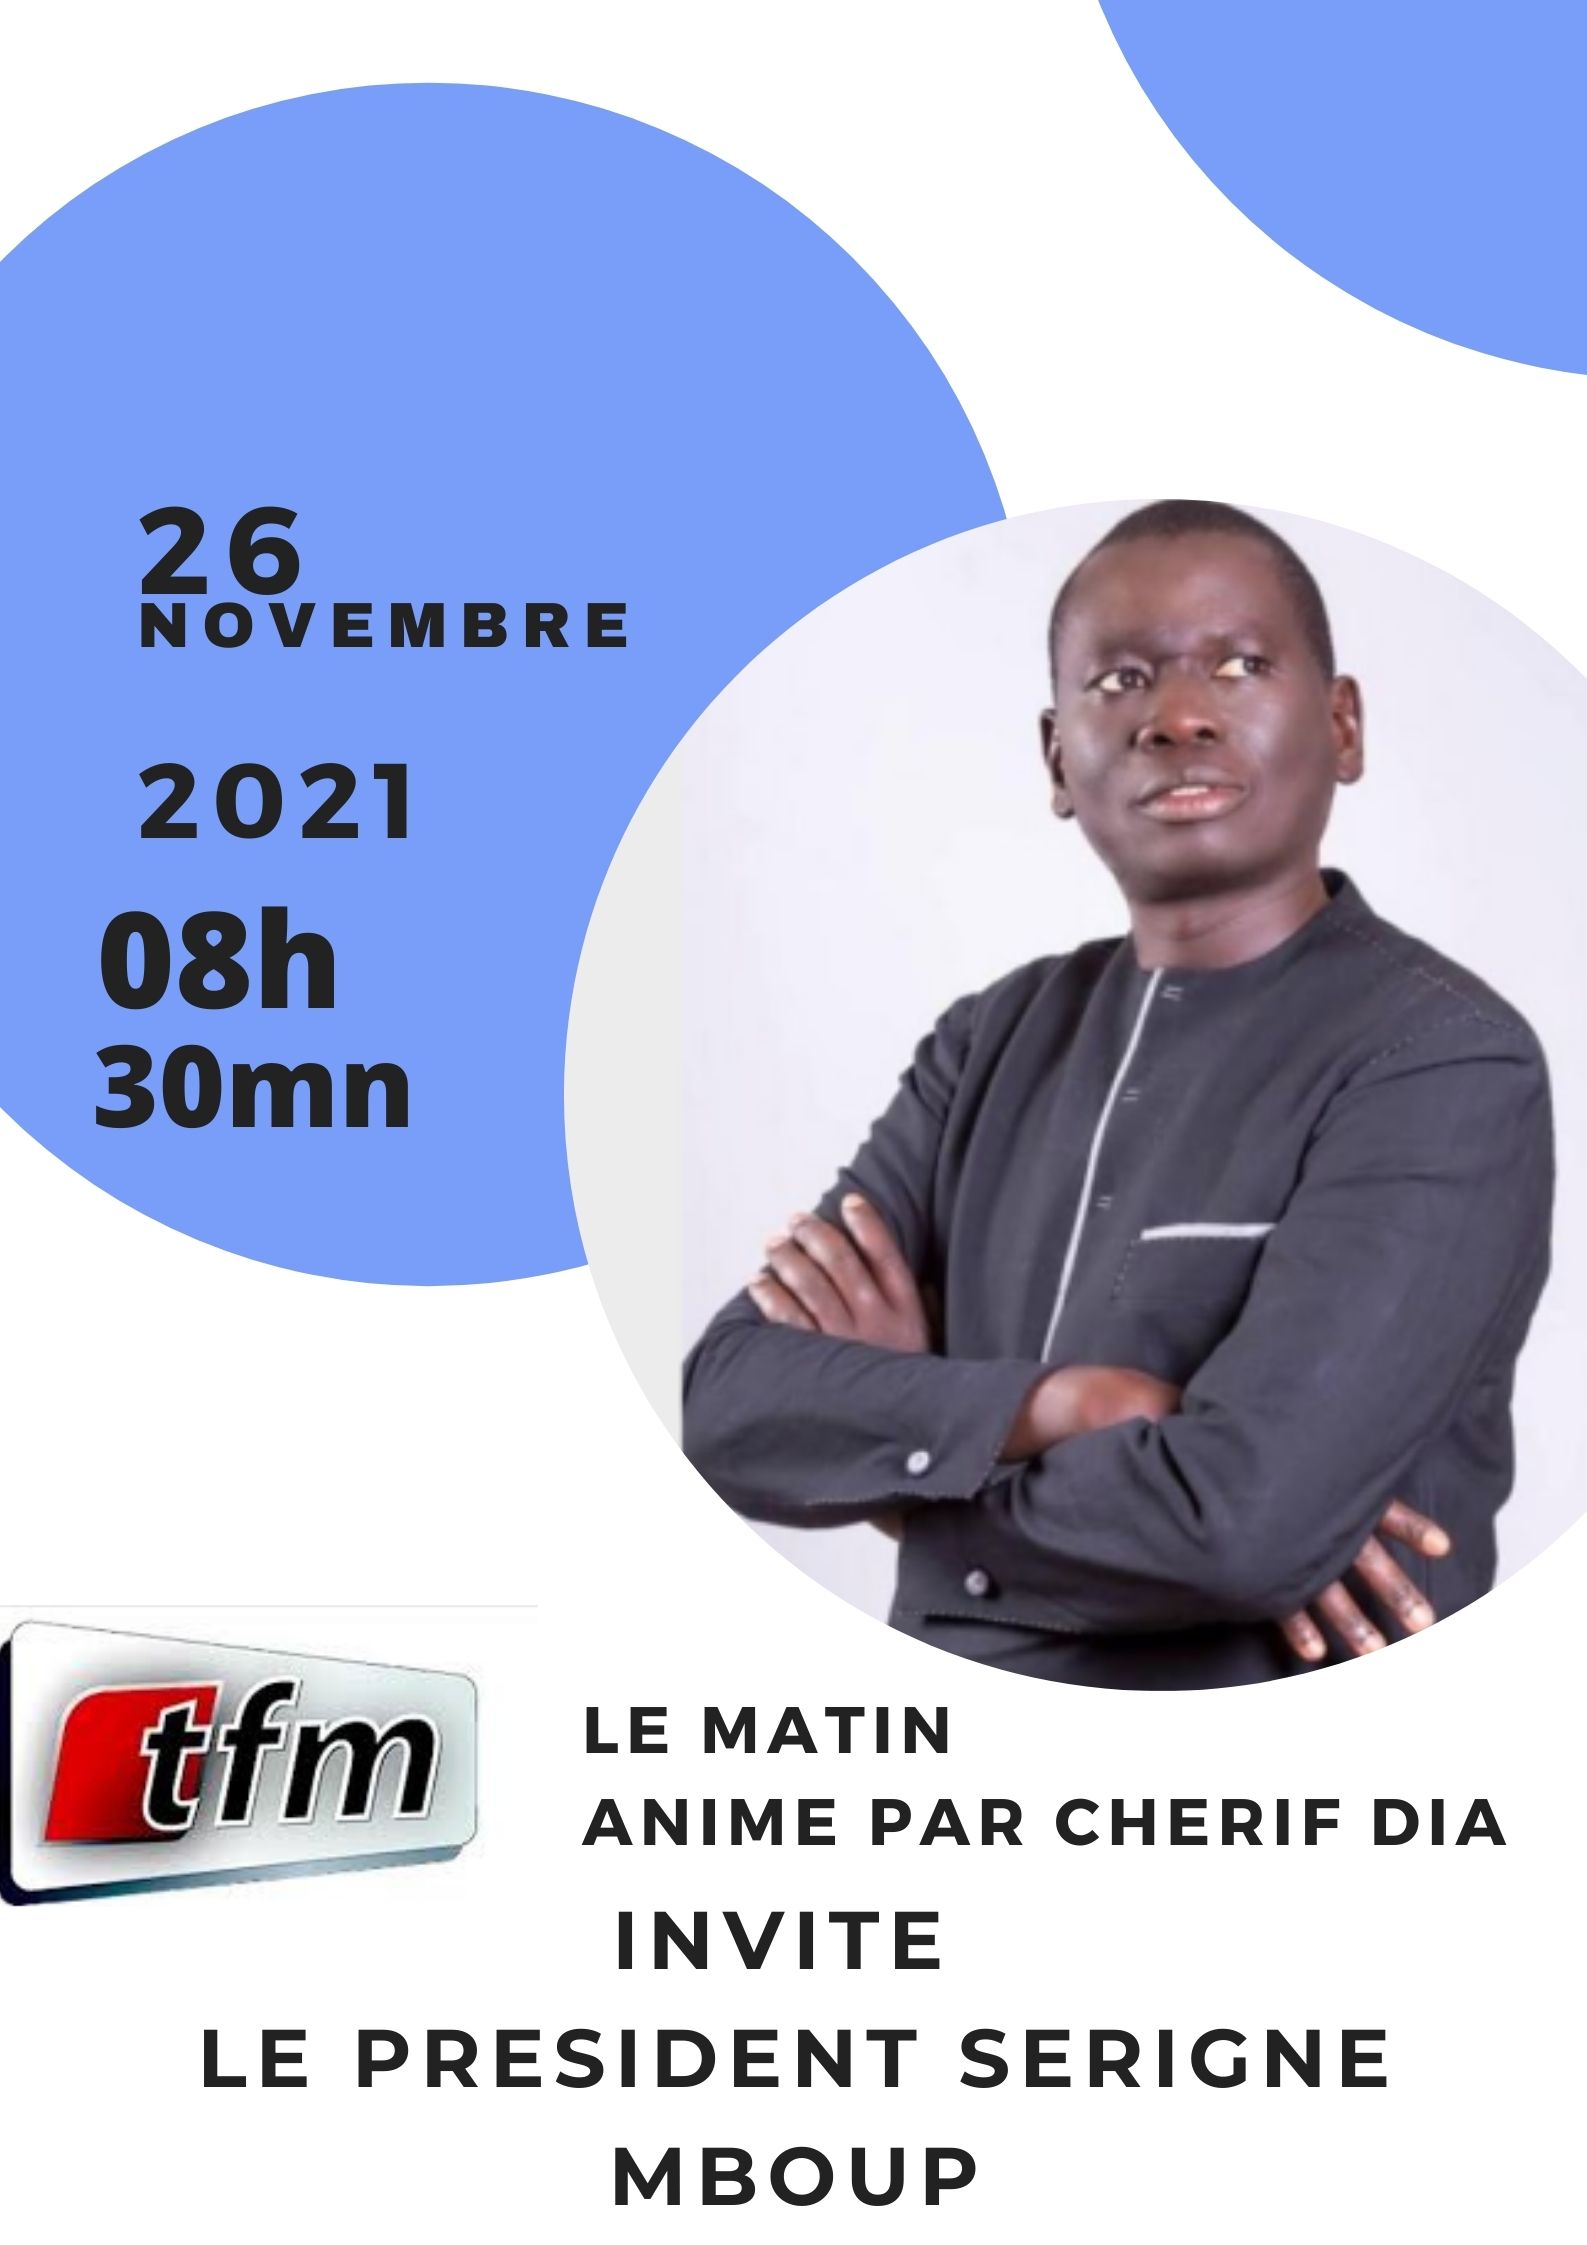 26
NOVEMBRE
2021
08h
30mn
tfm
LE MATIN
ANIME PAR CHERIF DIA
INVITE
LE PRESIDENT SERIGNE
MBOUP